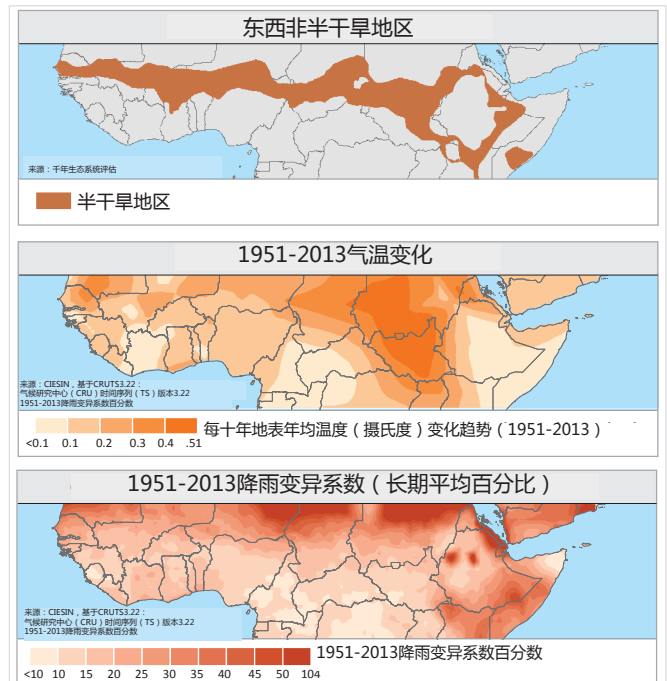 东西非半干旱地区
来源：千年生态系统评估
半干旱地区
1951-2013气温变化
来源：CIESIN，基于CRUTS3.22：
气候研究中心（CRU）时间序列（TS）版本3.22
1951-2013降雨变异系数百分数
<0.1 0.1 0.2 0.3 0.4 .51
每十年地表年均温度（摄氏度）变化趋势（1951-2013）
1951-2013降雨变异系数（长期平均百分比）
来源：CIESIN，基于CRUTS3.22：
气候研究中心（CRU）时间序列（TS）版本3.22
1951-2013降雨变异系数百分数
1951-2013降雨变异系数百分数
<10 10 15 20 25 30 35 40 45 50 104